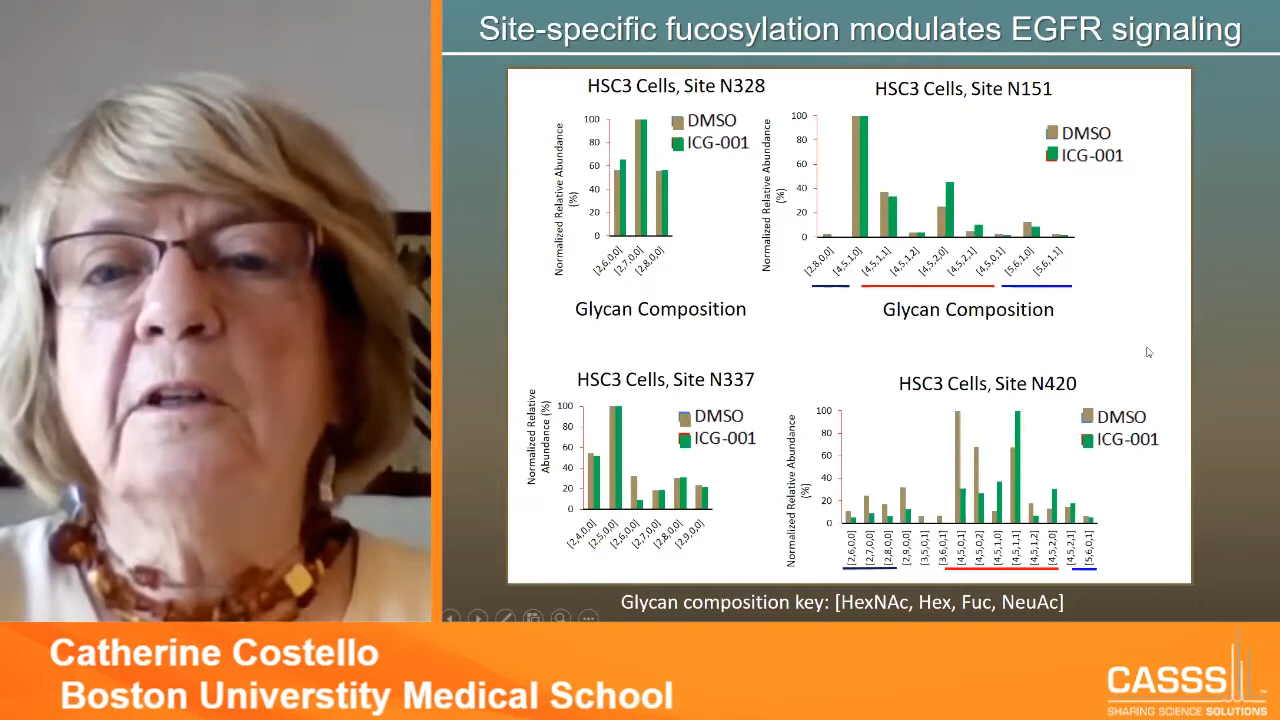 Site-specific fucosylation modulates EGFR signaling
HSC3 Cells, Site N328
DMSO
ICG-001
Normalized Relative Abundance
(%)
100
80
60
40
20
0
[2,6,0,0]
[2,7,0,0]
[2,8,0,0]
Glycan Composition
HSC3 Cells, Site N151
DMSO
ICG-001
Normalized Relative Abundance
(%)
100
80
60
40
20
0
[2,8,0,0]
[4,5,1,0]
[4,5,1,1]
[4,5,1,2]
[4,5,2,0]
[4,5,2,1]
[4,5,0,1]
[5,6,1,0]
[5,6,1,1]
Glycan Composition
HSC3 Cells, Site N337
DMSO
ICG-001
Normalized Relative
Abundance (%)
100
80
60
40
20
0
[2,4,0,0]
[2,5,0,0]
[2,6,0,0]
[2,7,0,0]
[2,8,0,0]
[2,9,0,0]
HSC3 Cells, Site N420
DMSO
ICG-001
Normalized Relative Abundance
(%)
100
80
60
40
20
0
[2,6,0,0]
[2,7,0,0]
[2,8,0,0]
[2,9,0,0]
[3,5,0,1]
[3,6,0,1]
[4,5,0,1]
[4,5,0,2]
[4,5,1,0]
[4,5,1,1]
[4,5,1,2]
[4,5,2,0]
[4,5,2,1]
[5,6,0,1]
Glycan composition key: [HexNAc, Hex, Fuc, NeuAc]
Catherine Costello
Boston Universtity Medical School
CASSS
SHARING SCIENCE SOLUTIONS